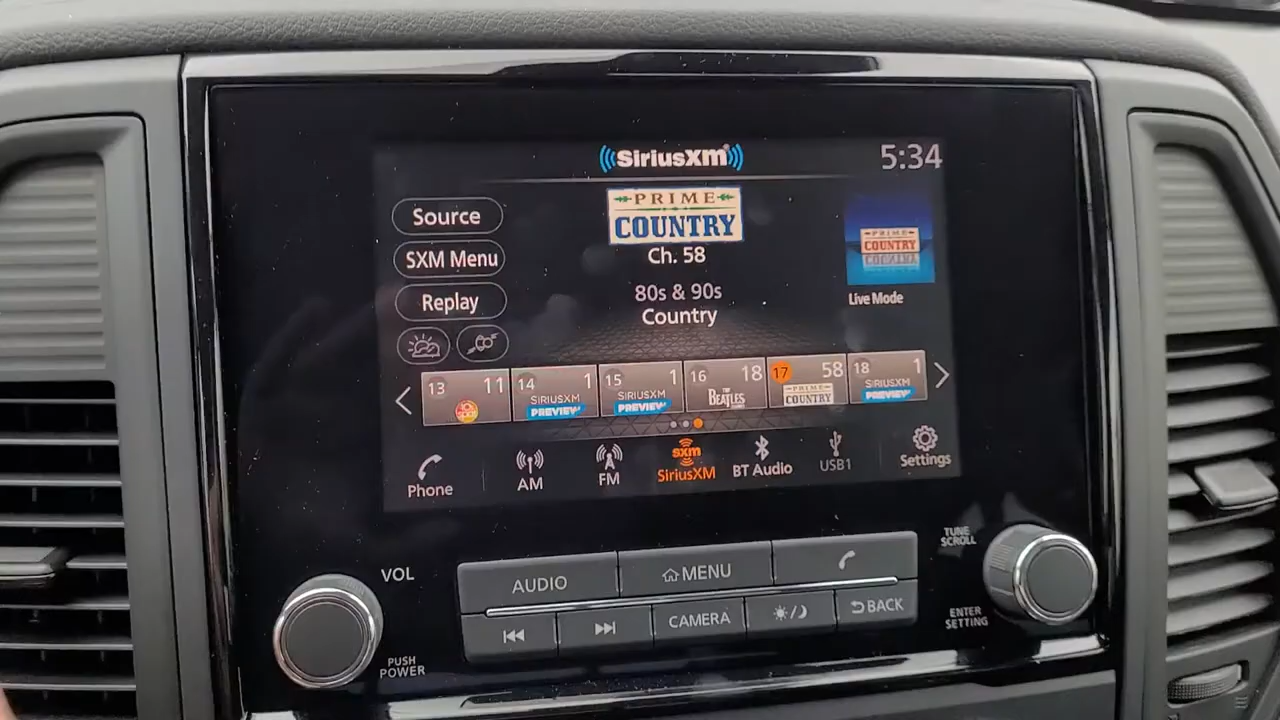 SiriusXM
5:34
Source
PRIME
COUNTRY
SXM Menu
Ch. 58
PRIME
COUNTRY
Replay
80s & 90s
Country
Live Mode
13 11
14 1
SIRIUSXM
PREVIEW
15 1
SIRIUSXM
PREVIEW
16 18
THE
BEATLES
17 58
PRIME
COUNTRY
18 1
SIRIUSXM
PREVIEW
Phone
AM
FM
sxm
SiriusXM
BT Audio
USB1
Settings
VOL
PUSH
POWER
AUDIO
MENU
CAMERA
BACK
TUNE
SCROLL
ENTER
SETTING